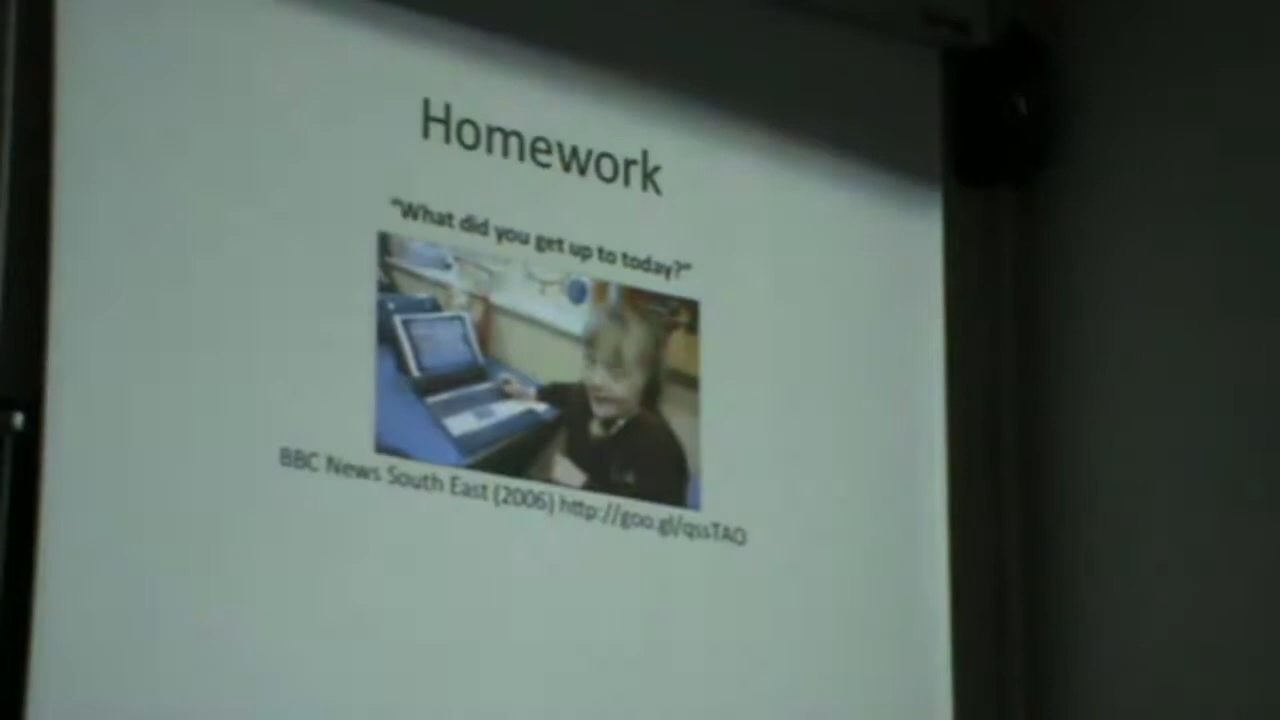 Homework
"What did you get up to today?"
BBC News South East (2006) http://goo.gl/qssTAO